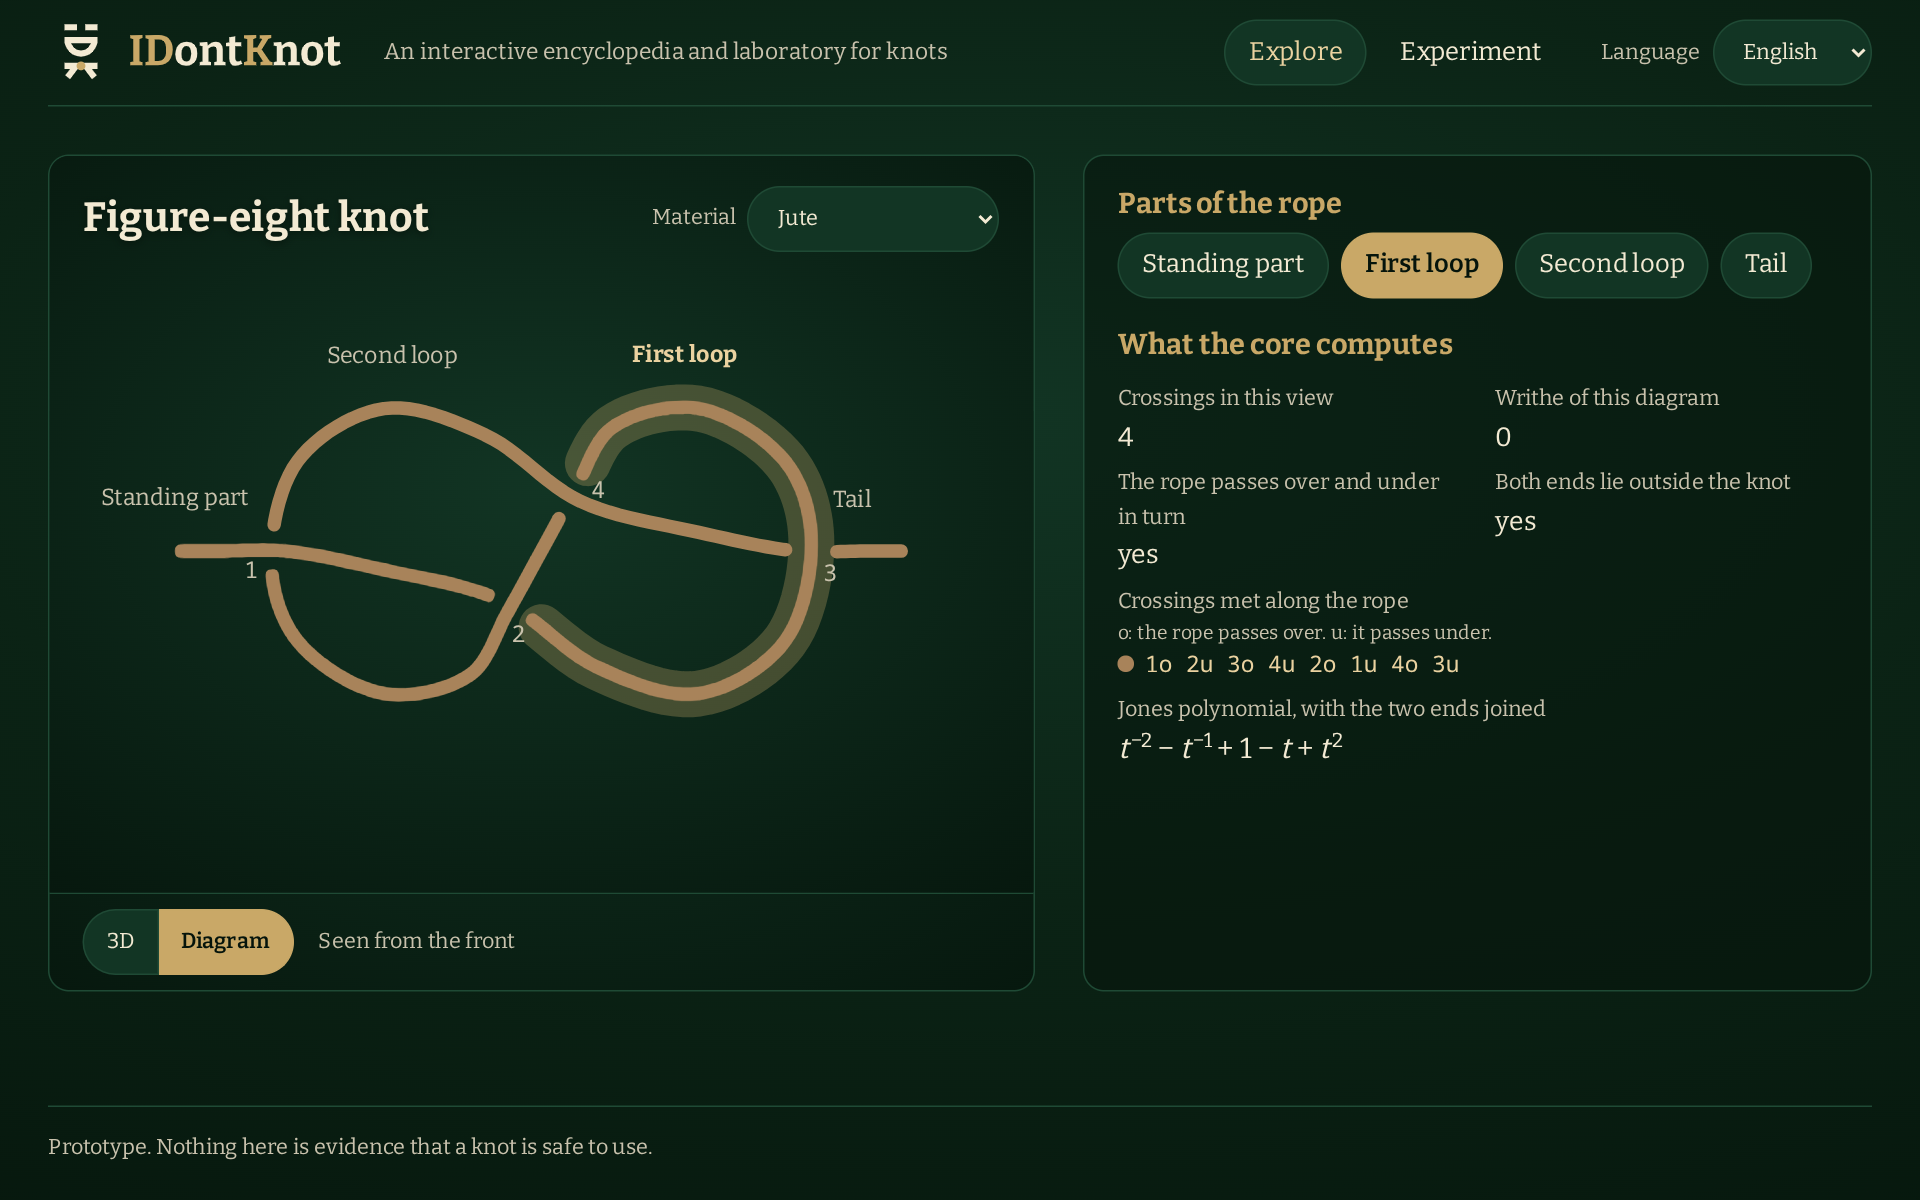 IDontKnot
An interactive encyclopedia and laboratory for knots
Explore
Experiment
Language
English
Figure-eight knot
Material
Jute
Second loop
First loop
Standing part
Tail
4
1
3
2
3D
Diagram
Seen from the front
Parts of the rope
Standing part
First loop
Second loop
Tail
What the core computes
Crossings in this view
4
Writhe of this diagram
0
The rope passes over and under
in turn
yes
Both ends lie outside the knot
yes
Crossings met along the rope
o: the rope passes over. u: it passes under.
1o 2u 3o 4u 2o 1u 4o 3u
Jones polynomial, with the two ends joined
t⁻² − t⁻¹ + 1 − t + t²
Prototype. Nothing here is evidence that a knot is safe to use.